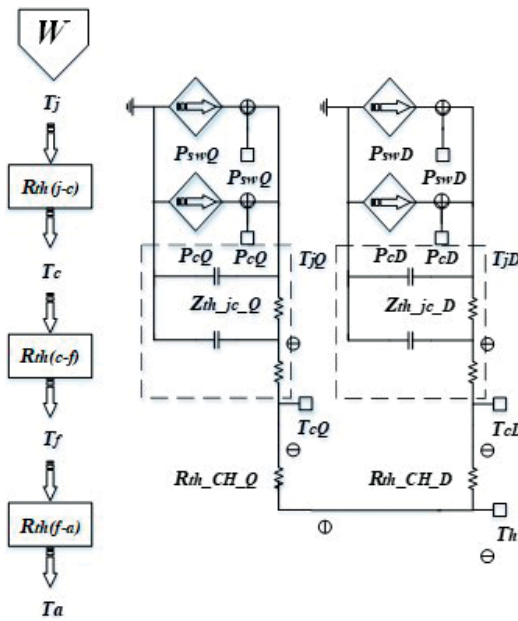 W
Tj
Rth(j-c)
Tc
Rth(c-f)
Tf
Rth(f-a)
Ta
PswQ
PswQ
PcQ
PcQ
TjQ
Zth_jc_Q
TcQ
Rth_CH_Q
PswD
PswD
PcD
PcD
TjD
Zth_jc_D
TcD
Rth_CH_D
Th